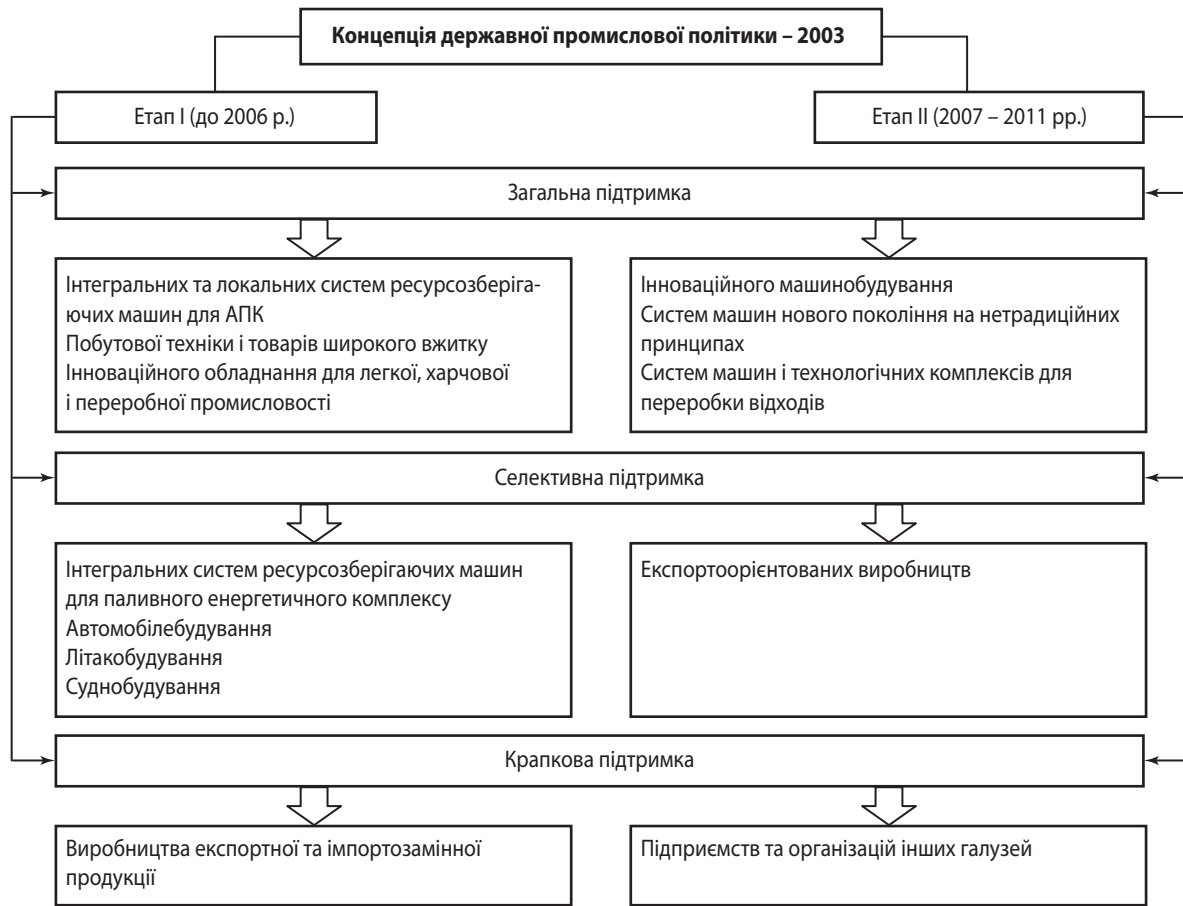 Концепція державної промислової політики – 2003
Етап I (до 2006 р.)
Етап II (2007 – 2011 рр.)
Загальна підтримка
Інтегральних та локальних систем ресурсозберіга-
ючих машин для АПК
Побутової техніки і товарів широкого вжитку
Інноваційного обладнання для легкої, харчової
і переробної промисловості
Інноваційного машинобудування
Систем машин нового покоління на нетрадиційних
принципах
Систем машин і технологічних комплексів для
переробки відходів
Селективна підтримка
Інтегральних систем ресурсозберігаючих машин
для паливного енергетичного комплексу
Автомобілебудування
Літакобудування
Суднобудування
Експортоорієнтованих виробництв
Крапкова підтримка
Виробництва експортної та імпортозамінної
продукції
Підприємств та організацій інших галузей